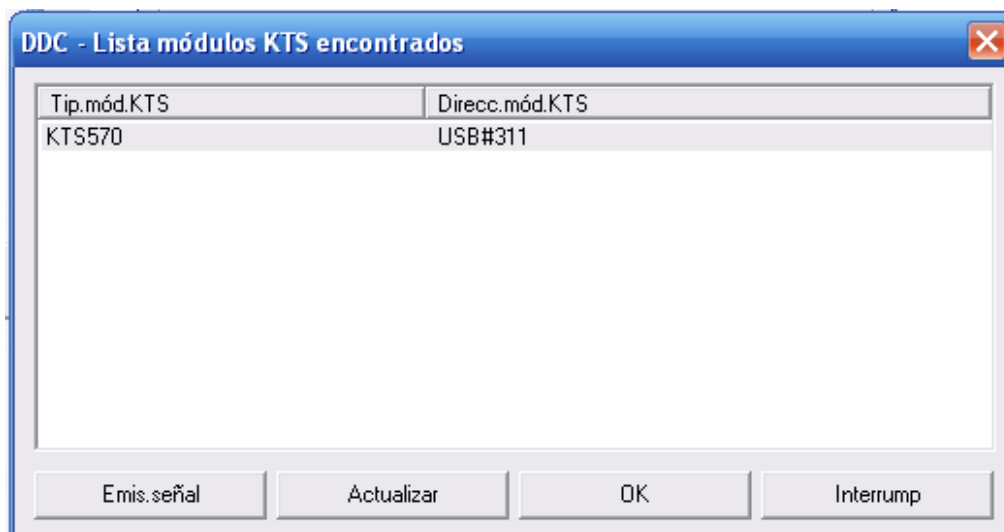 DDC - Lista módulos KTS encontrados
Tip.mód.KTS Direcc.mód.KTS
KTS570 USB#311
Emis.señal Actualizar OK Interrump